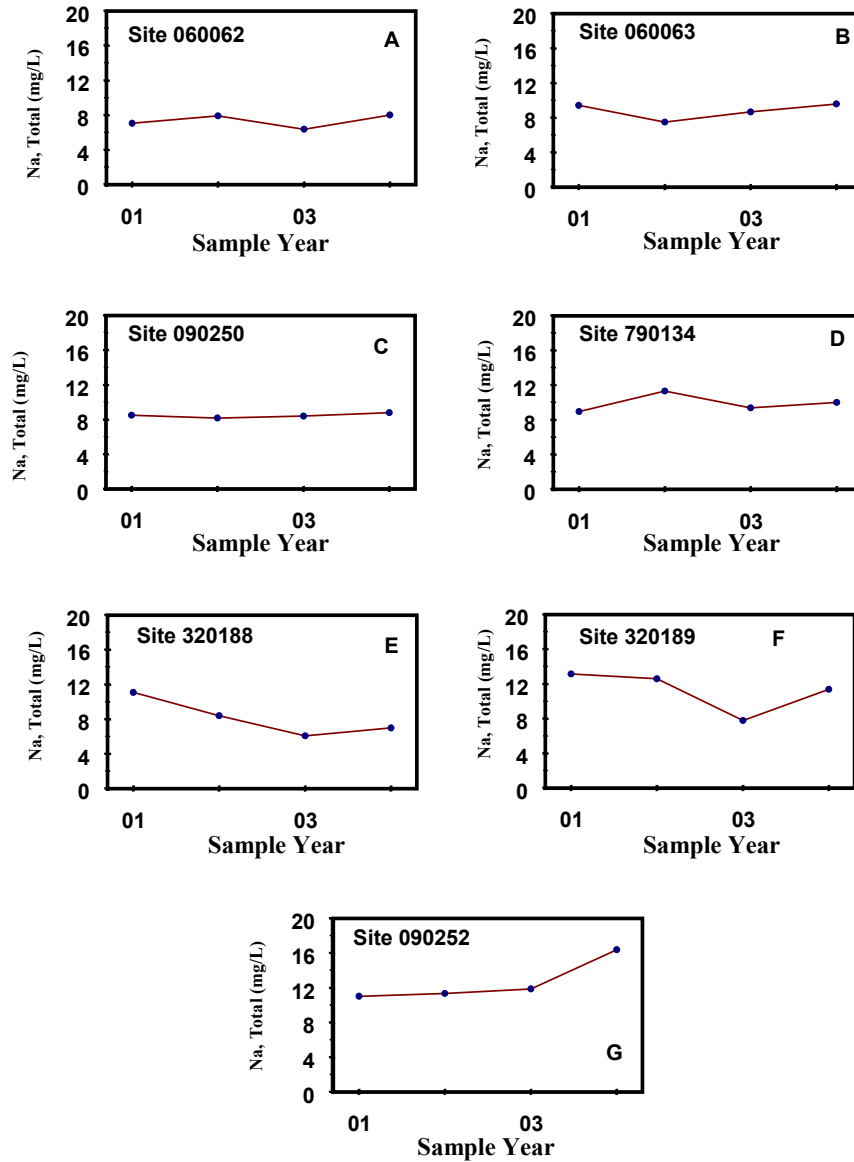 Site 060062 A
Na, Total (mg/L)
20
16
12
8
4
0
01 03
Sample Year
Site 060063 B
Na, Total (mg/L)
20
16
12
8
4
0
01 03
Sample Year
Site 090250 C
Na, Total (mg/L)
20
16
12
8
4
0
01 03
Sample Year
Site 790134 D
Na, Total (mg/L)
20
16
12
8
4
0
01 03
Sample Year
Site 320188 E
Na, Total (mg/L)
20
16
12
8
4
0
01 03
Sample Year
Site 320189 F
Na, Total (mg/L)
20
16
12
8
4
0
01 03
Sample Year
Site 090252
Na, Total (mg/L)
20
16
12
8
4
0
G
01 03
Sample Year